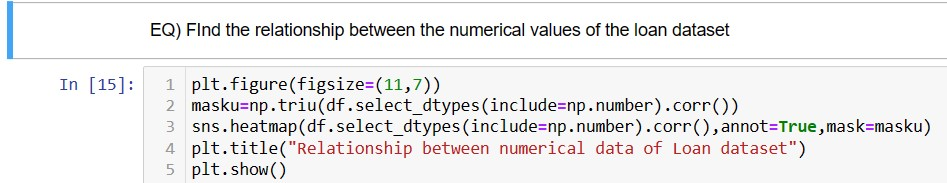 EQ) FInd the relationship between the numerical values of the loan dataset
In [15]:
1 plt.figure(figsize=(11,7))
2 masku=np.triu(df.select_dtypes(include=np.number).corr())
3 sns.heatmap(df.select_dtypes(include=np.number).corr(),annot=True,mask=masku)
4 plt.title("Relationship between numerical data of Loan dataset")
5 plt.show()